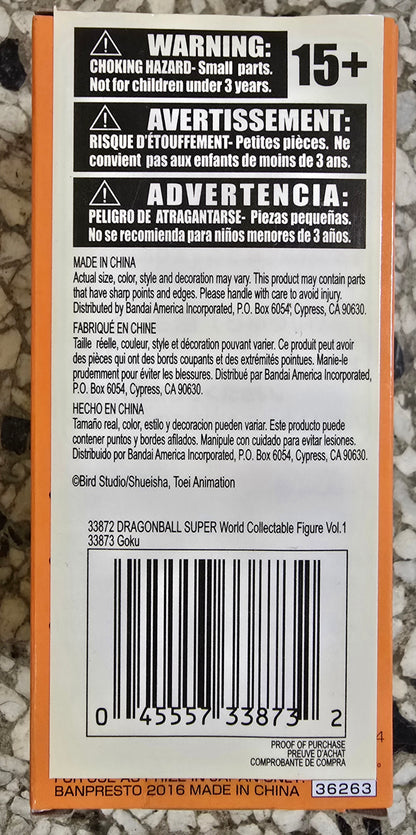 WARNING:
CHOKING HAZARD- Small parts.
Not for children under 3 years.
15+
AVERTISSEMENT:
RISQUE D'ÉTOUFFEMENT- Petites pièces. Ne
convient pas aux enfants de moins de 3 ans.
ADVERTENCIA:
PELIGRO DE ATRAGANTARSE- Piezas pequeñas.
No se recomienda para niños menores de 3 años.
MADE IN CHINA
Actual size, color, style and decoration may vary. This product may contain parts
that have sharp points and edges. Please handle with care to avoid injury.
Distributed by Bandai America Incorporated, P.O. Box 6054, Cypress, CA 90630.
FABRIQUÉ EN CHINE
Taille réelle, couleur, style et décoration pouvant varier. Ce produit peut avoir
des pièces qui ont des bords coupants et des extrémités pointues. Manie-le
prudemment pour éviter les blessures. Distribué par Bandai America Incorporated,
P.O. Box 6054, Cypress, CA 90630.
HECHO EN CHINA
Tamaño real, color, estilo y decoracion pueden variar. Este producto puede
contener puntos y bordes afilados. Manipule con cuidado para evitar lesiones.
Distribuido por Bandai America Incorporated, P.O. Box 6054, Cypress, CA 90630.
©Bird Studio/Shueisha, Toei Animation
33872 DRAGONBALL SUPER World Collectable Figure Vol.1
33873 Goku
0 45557 33873 2
PROOF OF PURCHASE
PREUVE D'ACHAT
COMPROBANTE DE COMPRA
FOR USE AS PRIZE IN JAPAN ONLY
BANPRESTO 2016 MADE IN CHINA
36263